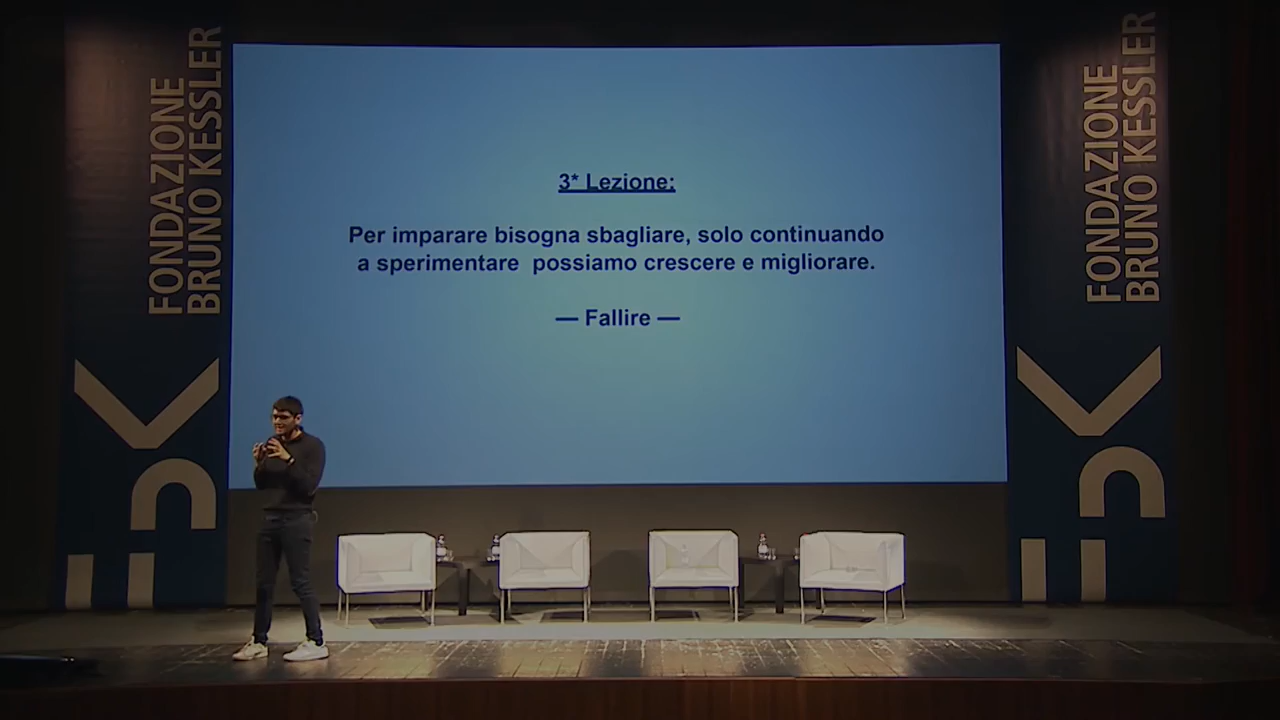 FONDAZIONE
BRUNO KESSLER
3* Lezione:
Per imparare bisogna sbagliare, solo continuando
a sperimentare  possiamo crescere e migliorare.
— Fallire —
FONDAZIONE
BRUNO KESSLER